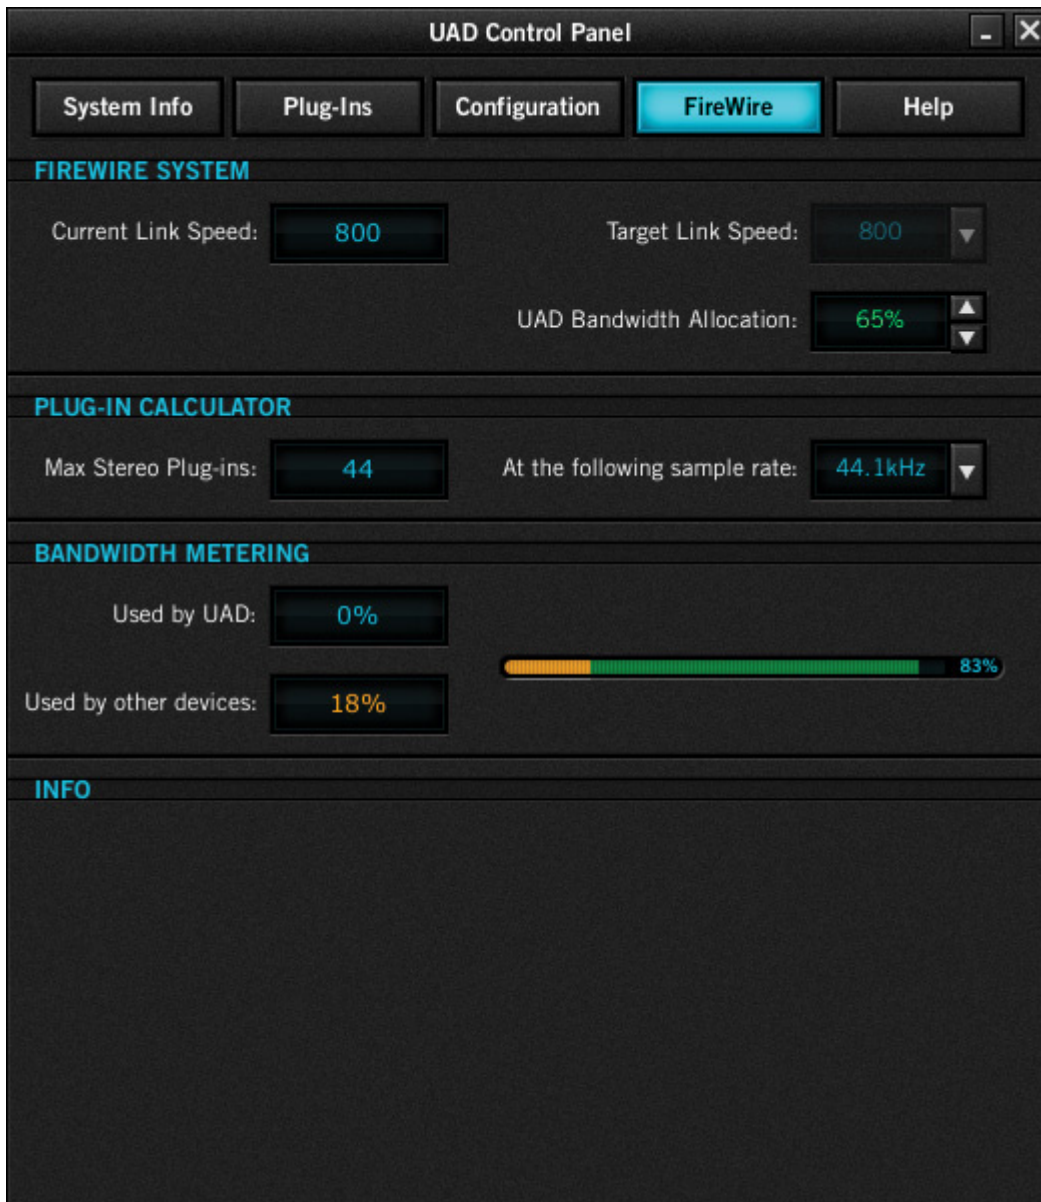 UAD Control Panel
System Info Plug-Ins Configuration FireWire Help
FIREWIRE SYSTEM
Current Link Speed: 800 Target Link Speed: 800
UAD Bandwidth Allocation: 65%
PLUG-IN CALCULATOR
Max Stereo Plug-ins: 44 At the following sample rate: 44.1kHz
BANDWIDTH METERING
Used by UAD: 0%
83%
Used by other devices: 18%
INFO